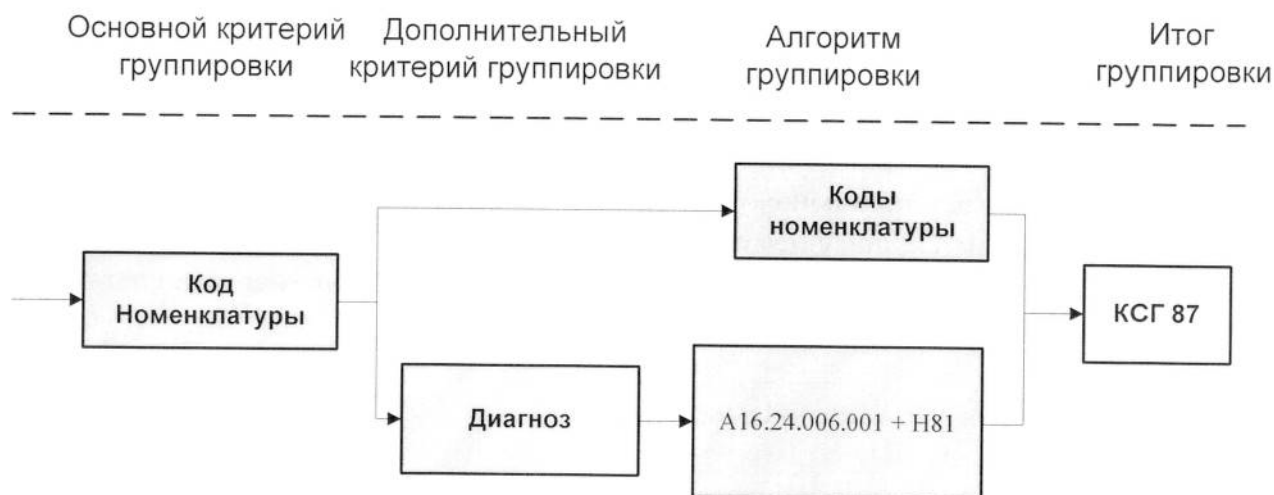 Основной критерий группировки
Дополнительный критерий группировки
Алгоритм группировки
Итог группировки
Коды
номенклатуры
Код
Номенклатуры
КСГ 87
Диагноз
A16.24.006.001 + H81